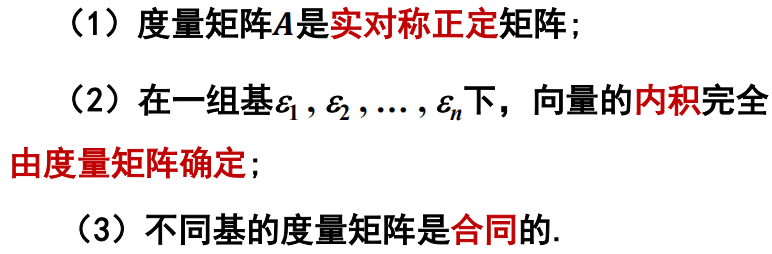 （1）度量矩阵A是实对称正定矩阵;
（2）在一组基ε₁ , ε₂ , … , εₙ下，向量的内积完全
由度量矩阵确定;
（3）不同基的度量矩阵是合同的.